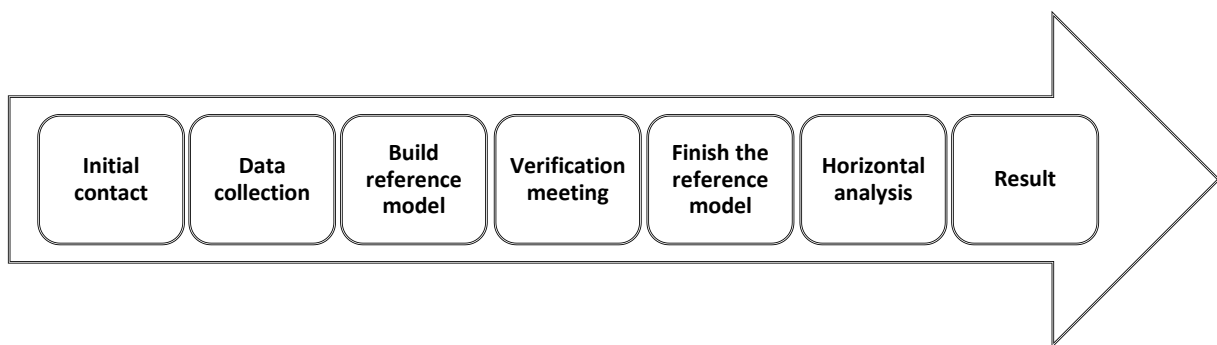 Initial
contact
Data
collection
Build
reference
model
Verification
meeting
Finish the
reference
model
Horizontal
analysis
Result